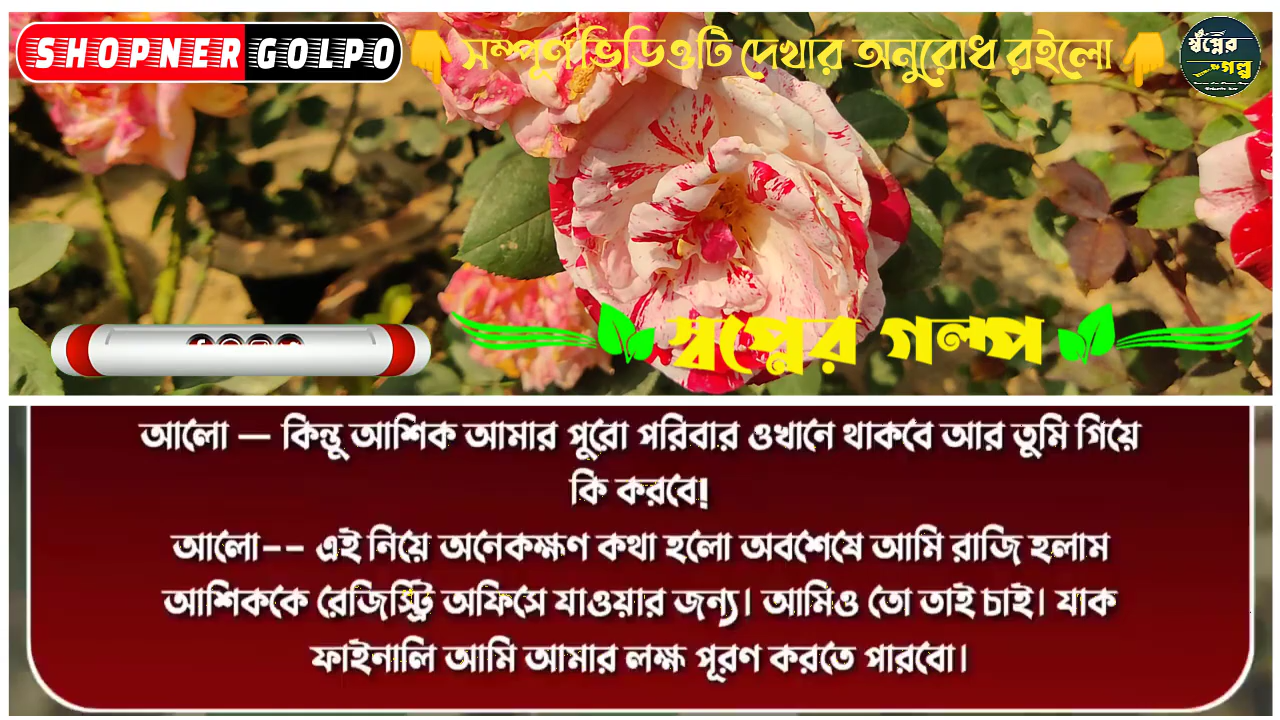 SHOPNER GOLPO
👇সম্পূর্ণভিডিওটি দেখার অনুরোধ রইলো👇
স্বপ্নের
গল্প
স্বপ্নের গল্প
আলো — কিন্তু আশিক আমার পুরো পরিবার ওখানে থাকবে আর তুমি গিয়ে
কি করবে!
আলো-- এই নিয়ে অনেকক্ষণ কথা হলো অবশেষে আমি রাজি হলাম
আশিককে রেজিস্ট্রি অফিসে যাওয়ার জন্য। আমিও তো তাই চাই। যাক
ফাইনালি আমি আমার লক্ষ পূরণ করতে পারবো।